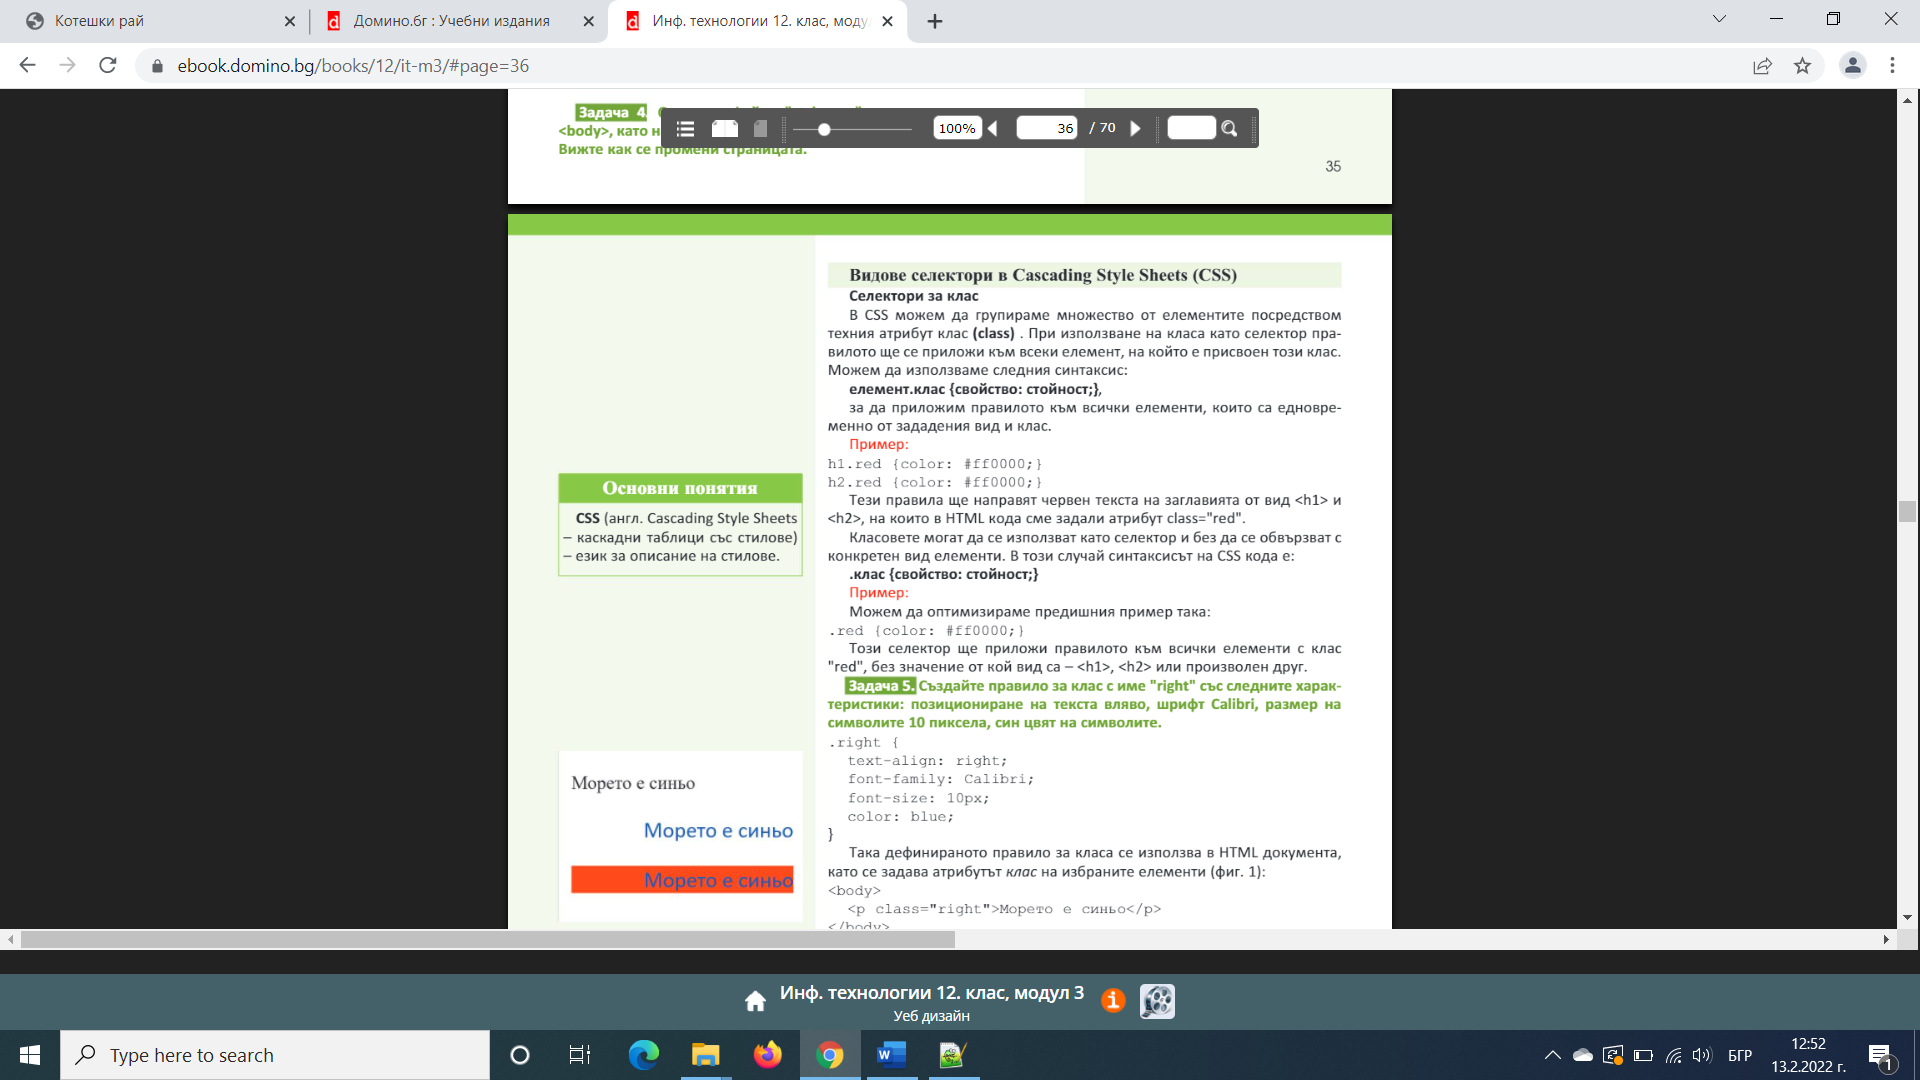 Котешки рай
Домино.бг : Учебни издания
Инф. технологии 12. клас, моду
ebook.domino.bg/books/12/it-m3/#page=36
Задача 4.
<body>, като н
Вижте как се промени страницата.
100%
36
/ 70
35
Видове селектори в Cascading Style Sheets (CSS)
Селектори за клас
В CSS можем да групираме множество от елементите посредством
техния атрибут клас (class) . При използване на класа като селектор пра-
вилото ще се приложи към всеки елемент, на който е присвоен този клас.
Можем да използваме следния синтаксис:
елемент.клас {свойство: стойност;},
за да приложим правилото към всички елементи, които са едновре-
менно от зададения вид и клас.
Пример:
h1.red {color: #ff0000;}
h2.red {color: #ff0000;}
Тези правила ще направят червен текста на заглавията от вид <h1> и
<h2>, на които в HTML кода сме задали атрибут class="red".
Класовете могат да се използват като селектор и без да се обвързват с
конкретен вид елементи. В този случай синтаксисът на CSS кода е:
.клас {свойство: стойност;}
Пример:
Можем да оптимизираме предишния пример така:
.red {color: #ff0000;}
Този селектор ще приложи правилото към всички елементи с клас
"red", без значение от кой вид са – <h1>, <h2> или произволен друг.
Задача 5. Създайте правило за клас с име "right" със следните харак-
теристики: позициониране на текста вляво, шрифт Calibri, размер на
символите 10 пиксела, син цвят на символите.
.right {
text-align: right;
font-family: Calibri;
font-size: 10px;
color: blue;
}
Така дефинираното правило за класа се използва в HTML документа,
като се задава атрибутът клас на избраните елементи (фиг. 1):
<body>
<p class="right">Морето е синьо</p>
</body>
Основни понятия
CSS (англ. Cascading Style Sheets
– каскадни таблици със стилове)
– език за описание на стилове.
Морето е синьо
Морето е синьо
Морето е синьо
Инф. технологии 12. клас, модул 3
Уеб дизайн
Type here to search
БГР
12:52
13.2.2022 г.
1